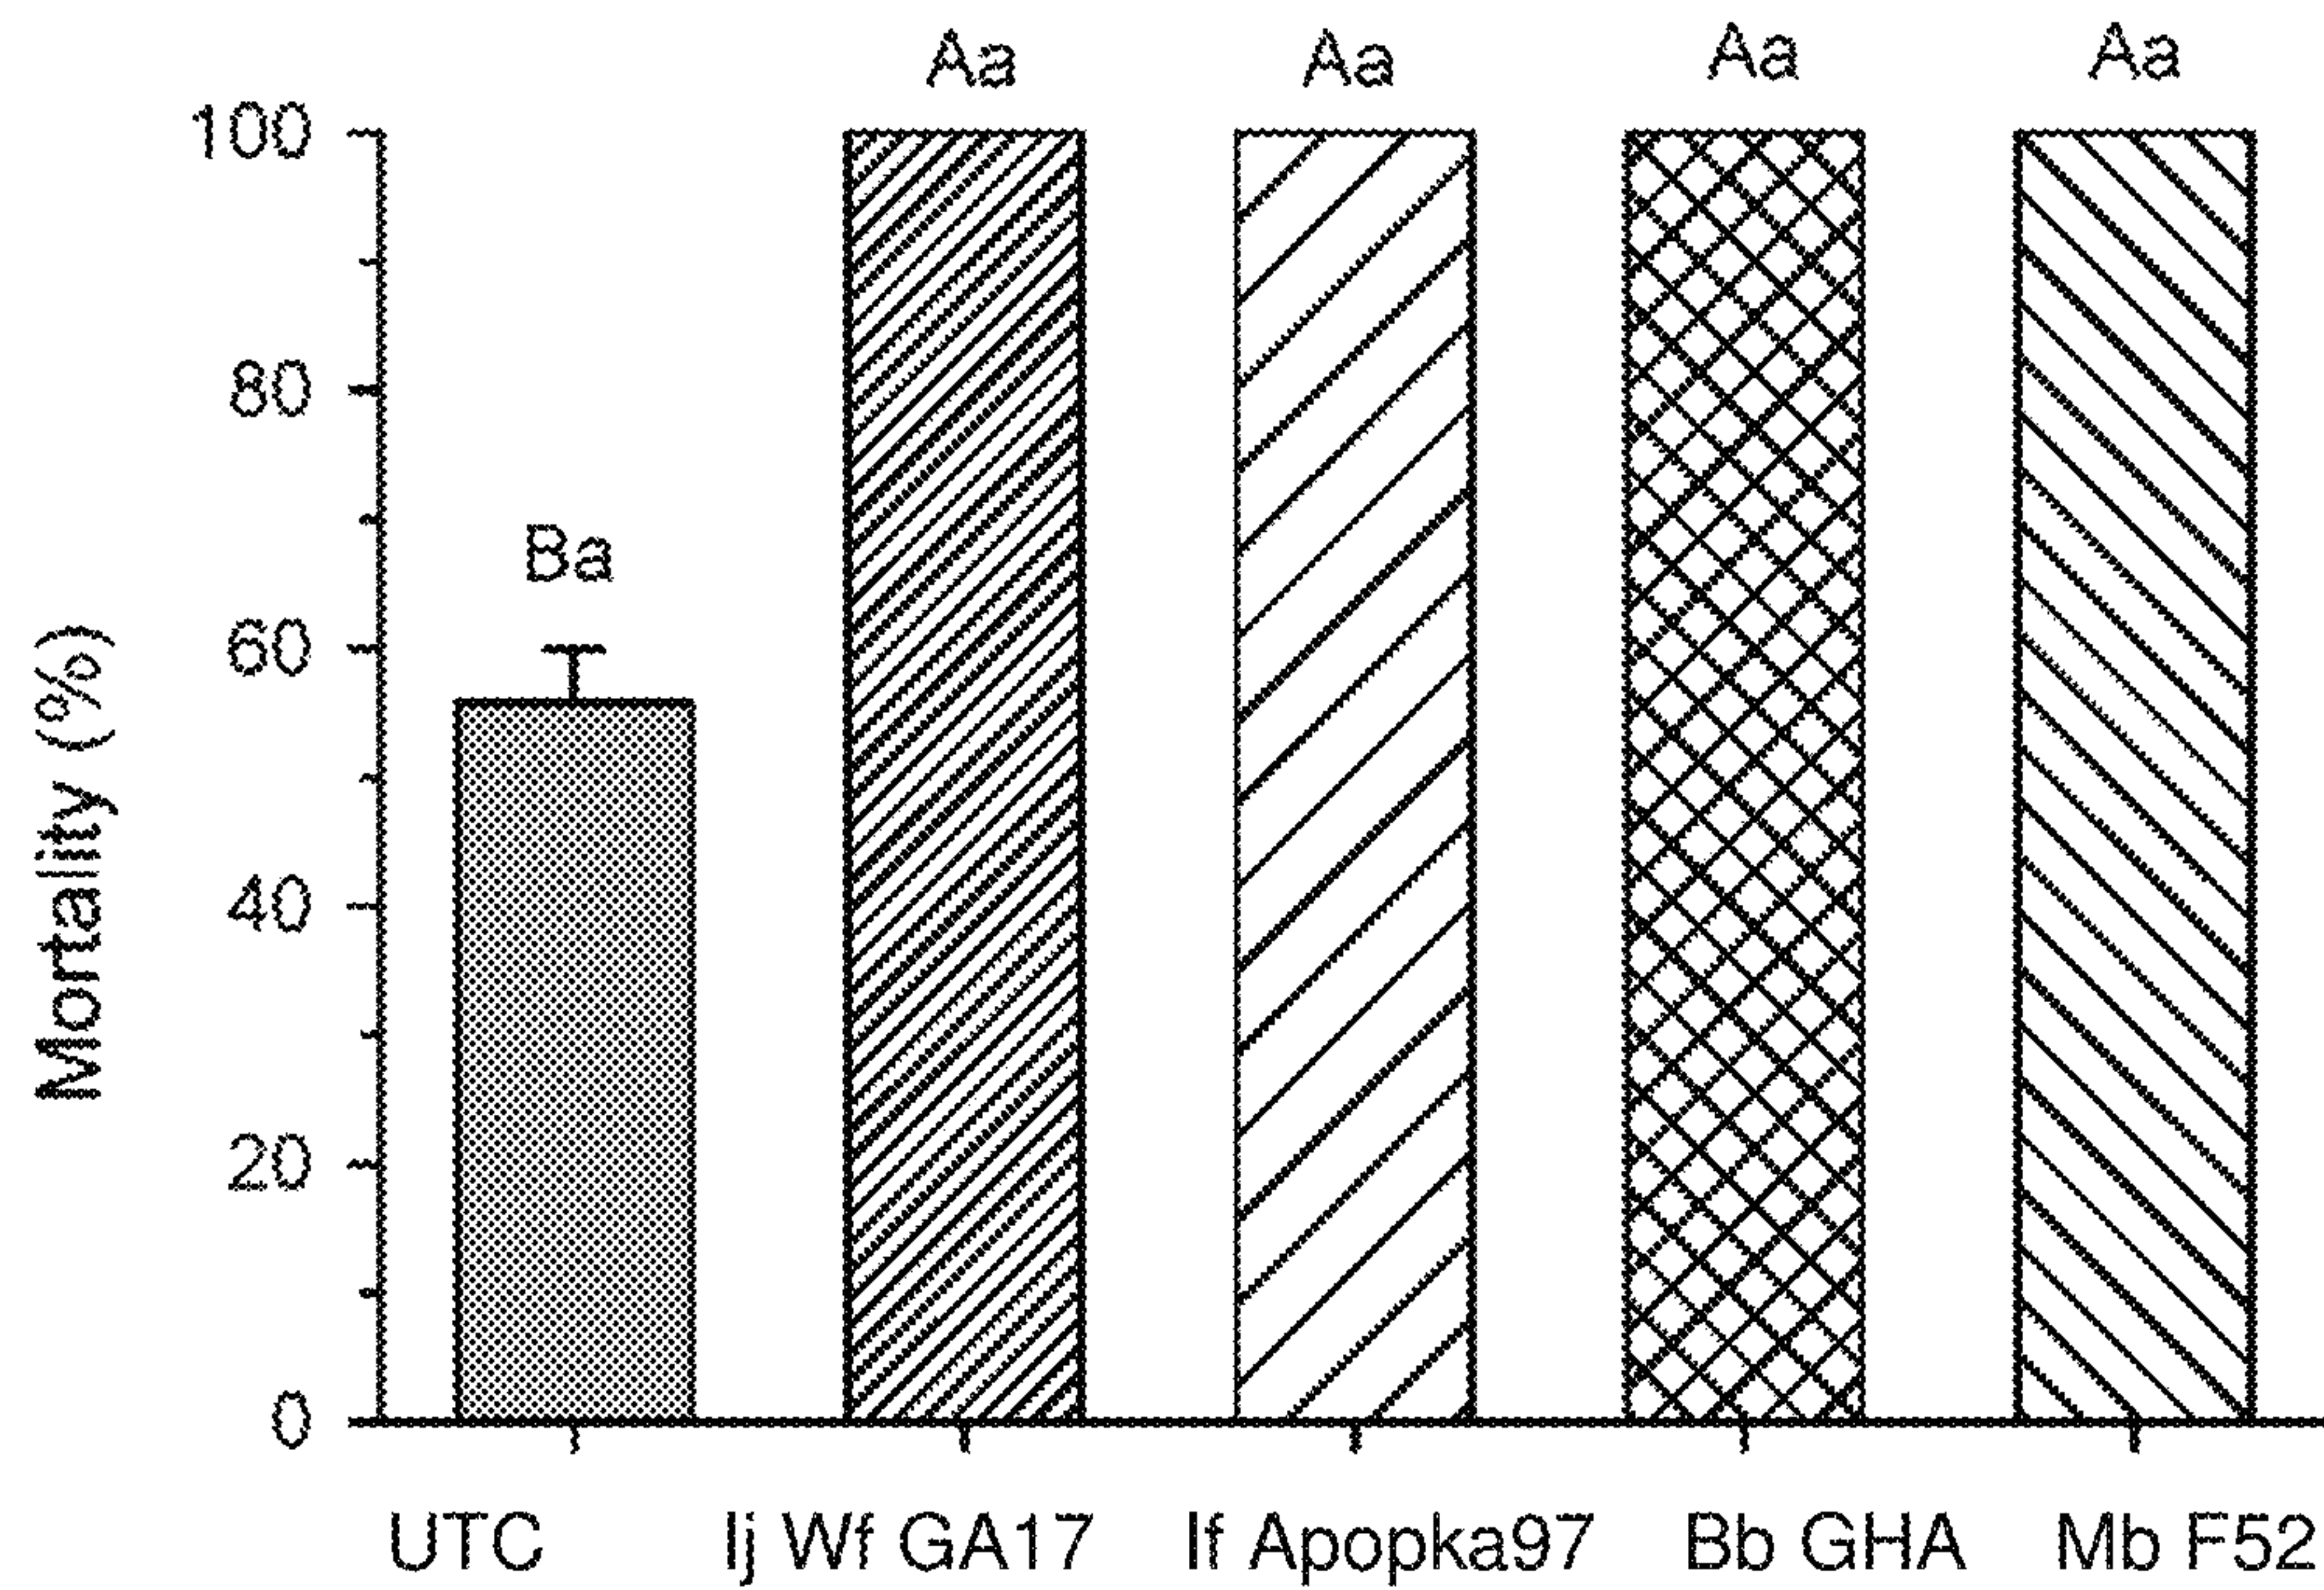 Aa Aa Aa Aa
100
80
Ba
60
40
20
0
Mortality (%)
UTC Ij Wf GA17 If Apopka97 Bb GHA Mb F52